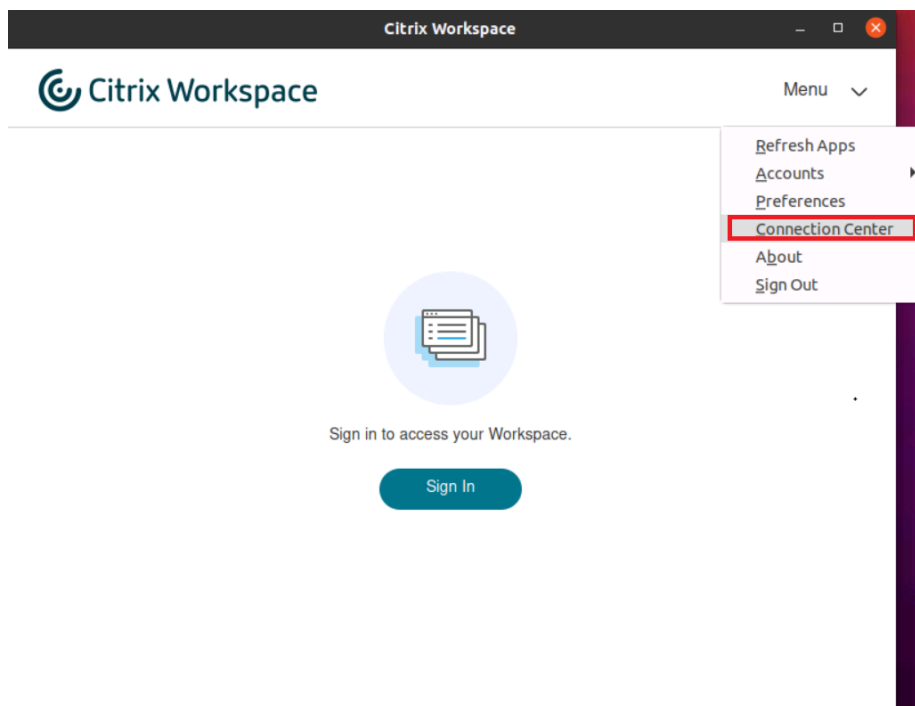 Citrix Workspace
Citrix Workspace
Menu
Refresh Apps
Accounts
Preferences
Connection Center
About
Sign Out
Sign in to access your Workspace.
Sign In